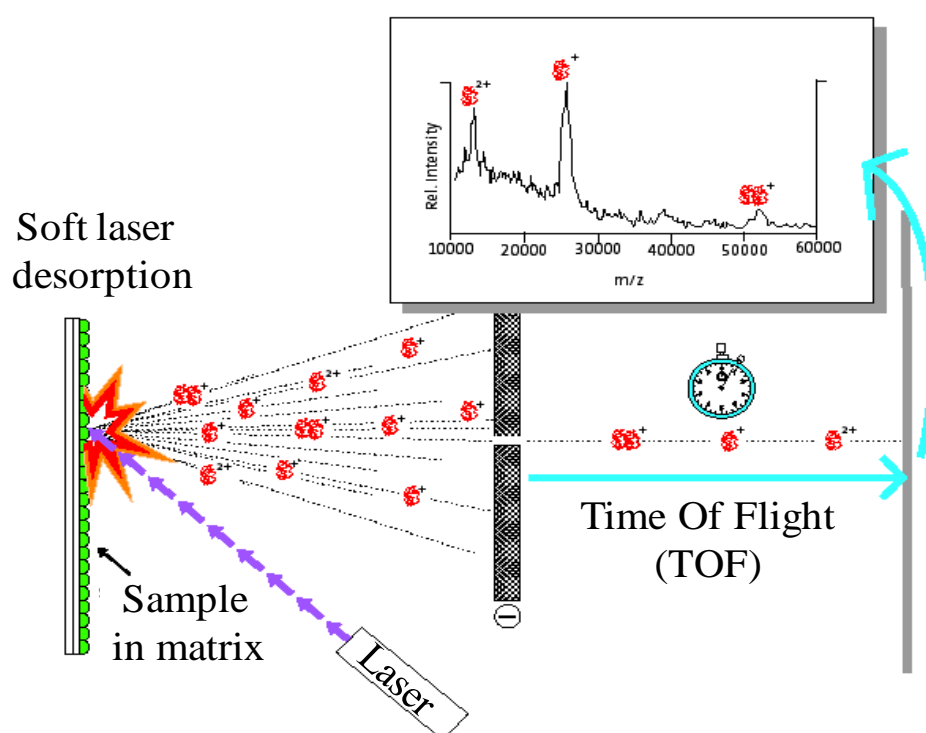 2+
+
+
Rel. Intensity
10000 20000 30000 40000 50000 60000
m/z
Soft laser
desorption
+
+
2+
+
+
+
+
+
2+
+
+
+
+
2+
Time Of Flight
(TOF)
Sample
in matrix
Laser